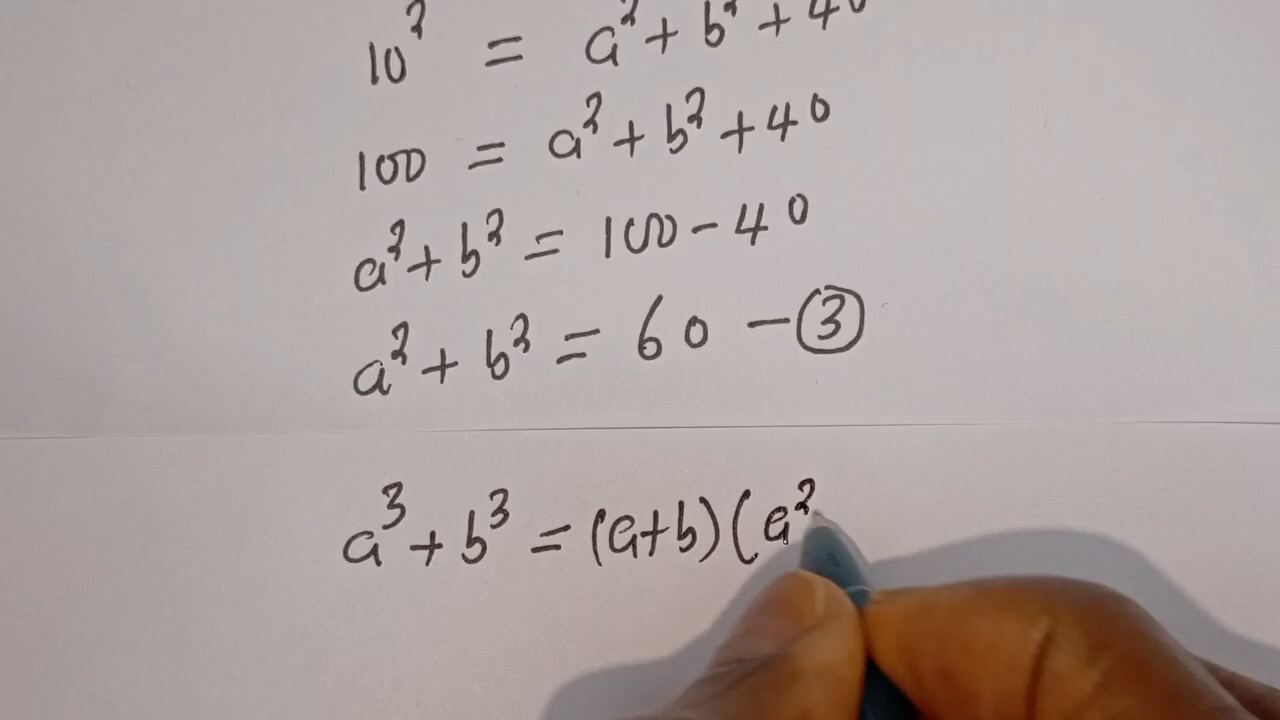 10² = a² + b² + 40
100 = a² + b² + 40
a² + b² = 100 - 40
a² + b² = 60 - ③
a³ + b³ = (a+b)(a²